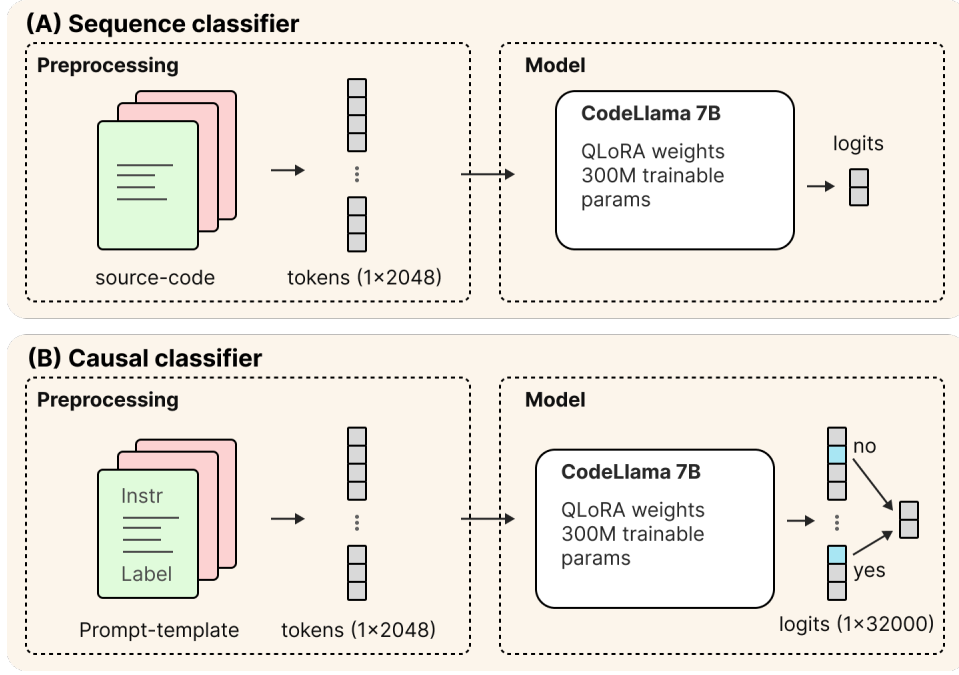 (A) Sequence classifier
Preprocessing
source-code
tokens (1×2048)
Model
CodeLlama 7B
QLoRA weights
300M trainable
params
logits
(B) Causal classifier
Preprocessing
Instr
Label
Prompt-template
tokens (1×2048)
Model
CodeLlama 7B
QLoRA weights
300M trainable
params
no
yes
logits (1×32000)